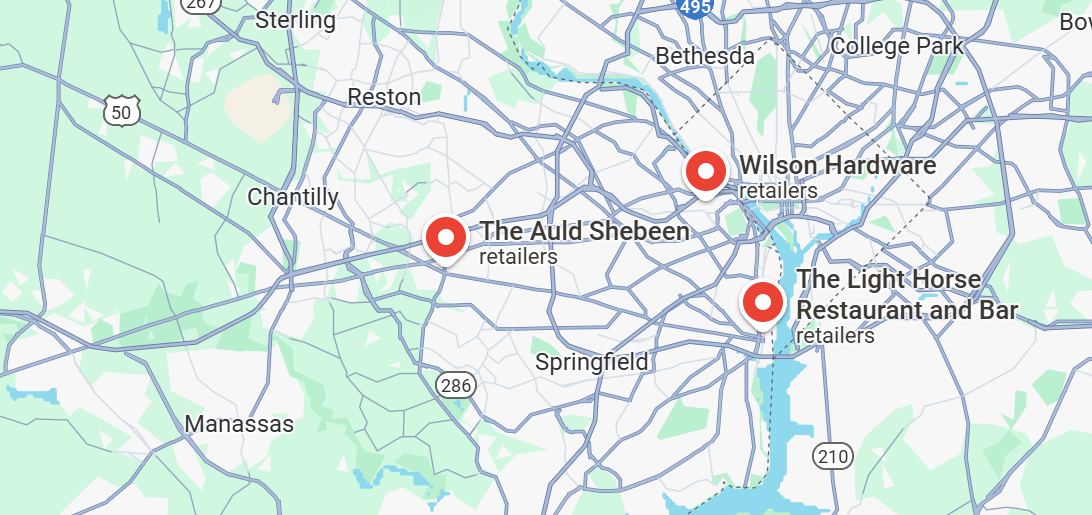 267
Sterling
495
Bethesda
College Park
Bo
Reston
50
Wilson Hardware
retailers
Chantilly
The Auld Shebeen
retailers
The Light Horse
Restaurant and Bar
retailers
Springfield
286
Manassas
210